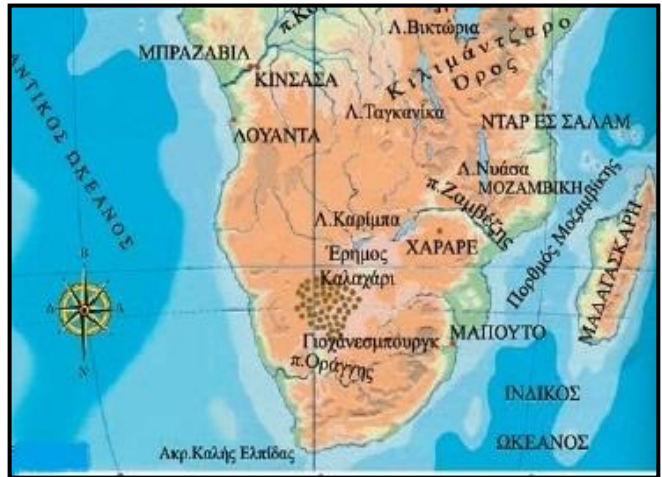 π.Κο
Λ.Βικτώρια
ΜΠΡΑΖΑΒΙΛ
Κιλιμάντζαρο
Όρος
ΚΙΝΣΑΣΑ
ΑΝΤΙΚΟΣ ΩΚΕΑΝΟΣ
Λ.Ταγκανίκα
ΛΟΥΑΝΤΑ
ΝΤΑΡ ΕΣ ΣΑΛΑΜ
Λ.Νυάσα
ΜΟΖΑΜΒΙΚΗ
π.Ζαμβέζης
Πορθμός Μοζαμβίκης
Λ.Καρίμπα
ΧΑΡΑΡΕ
Έρημος
Καλαχάρι
ΜΑΔΑΓΑΣΚΑΡΗ
Β
Δ
Α
Ν
ΜΑΠΟΥΤΟ
Γιοχάνεσμπουργκ
π.Οράγγης
ΙΝΔΙΚΟΣ
ΩΚΕΑΝΟΣ
Ακρ.Καλής Ελπίδας